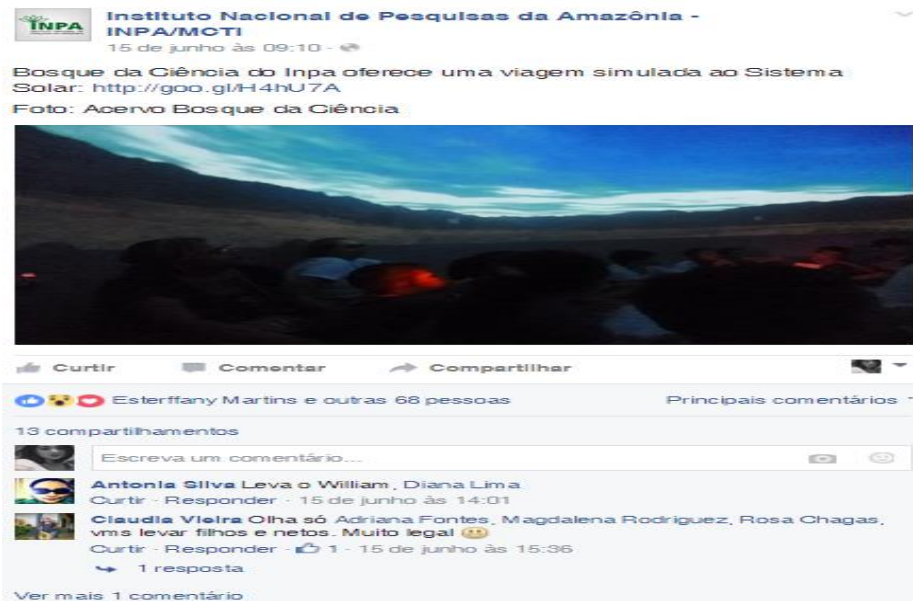 INPA
Instituto Nacional de Pesquisas da Amazônia -
INPA/MCTI
15 de junho às 09:10 ·
Bosque da Ciência do Inpa oferece uma viagem simulada ao Sistema
Solar: http://goo.gl/H4hU7A
Foto: Acervo Bosque da Ciência
Curtir Comentar Compartilhar
Esterffany Martins e outras 68 pessoas Principais comentários
13 compartilhamentos
Escreva um comentário...
Antonia Silva Leva o William, Diana Lima
Curtir · Responder · 15 de junho às 14:01
Claudia Vieira Olha só Adriana Fontes, Magdalena Rodriguez, Rosa Chagas,
vms levar filhos e netos. Muito legal
Curtir · Responder · 1 · 15 de junho às 15:36
1 resposta
Ver mais 1 comentário